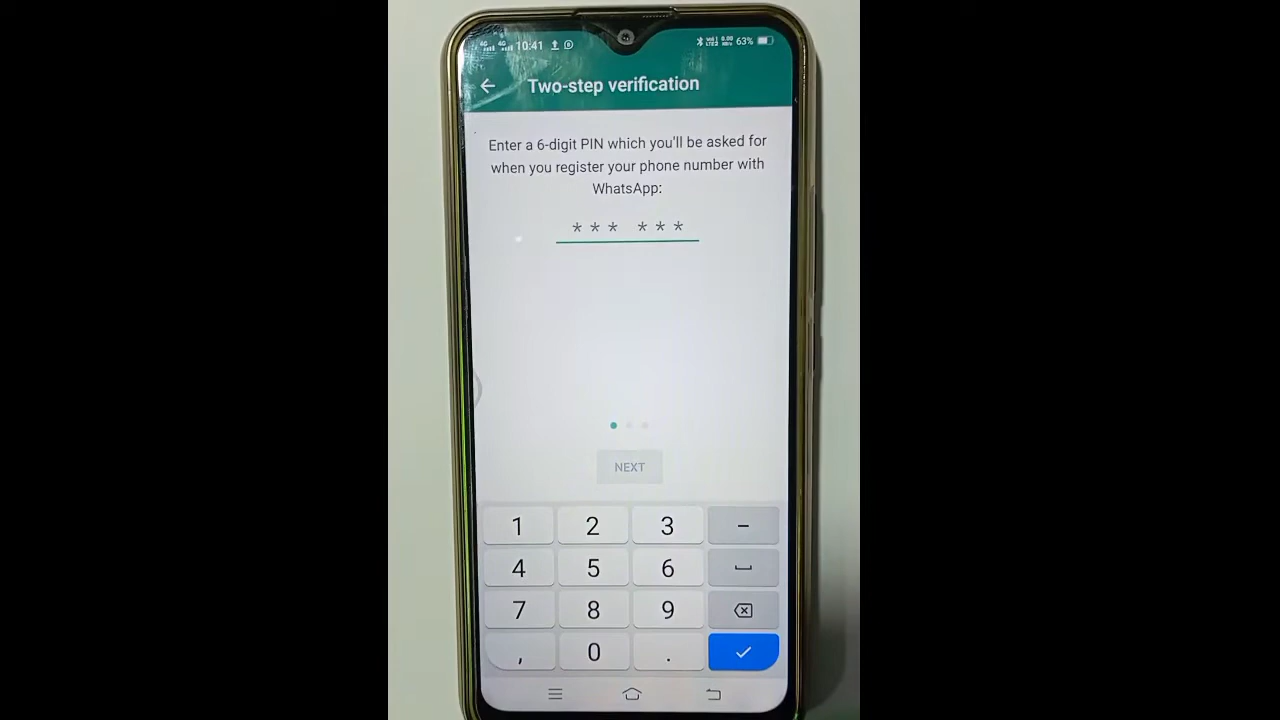 10:41 63%
Two-step verification
Enter a 6-digit PIN which you'll be asked for
when you register your phone number with
WhatsApp:
*** ***
NEXT
1 2 3 –
4 5 6
7 8 9
, 0 .